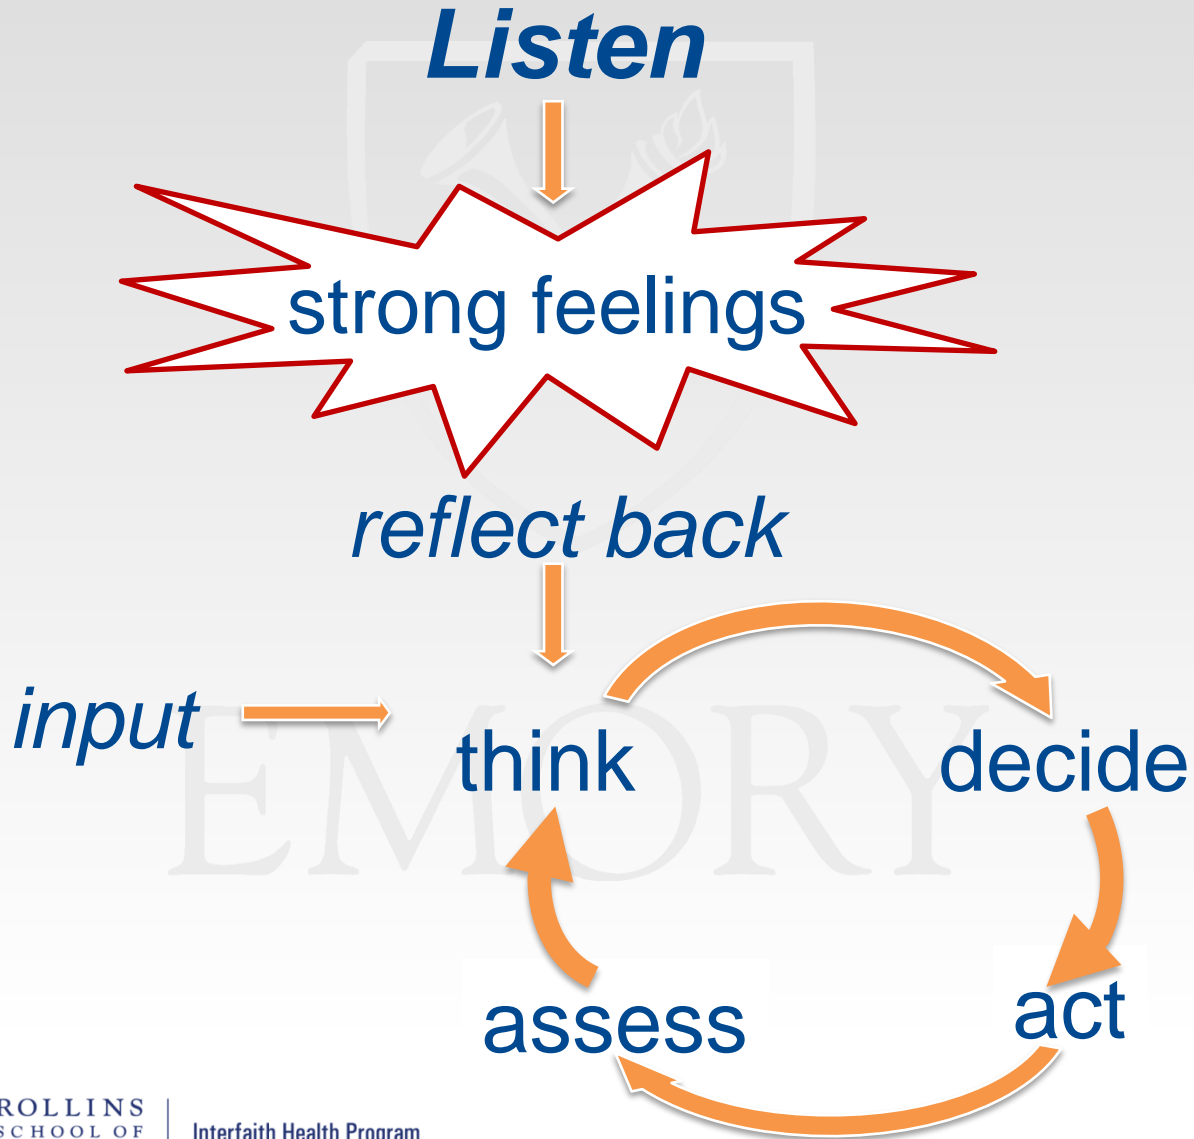 Listen
strong feelings
reflect back
input
think
decide
assess
act
EMORY
ROLLINS
SCHOOL OF
Interfaith Health Program